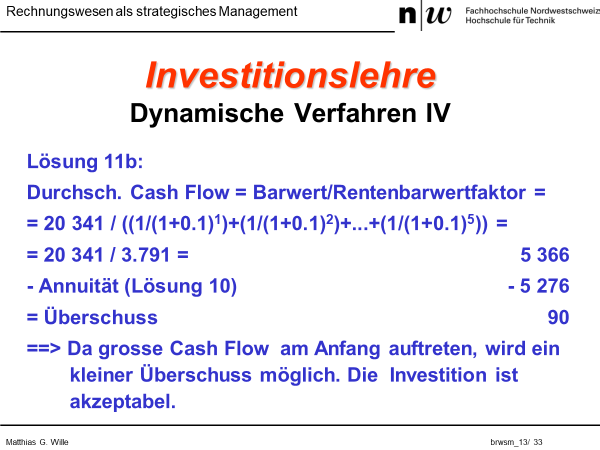 Rechnungswesen als strategisches Management
n|w Fachhochschule Nordwestschweiz
Hochschule für Technik
Investitionslehre
Dynamische Verfahren IV
Lösung 11b:
Durchsch. Cash Flow = Barwert/Rentenbarwertfaktor =
= 20 341 / ((1/(1+0.1)¹)+(1/(1+0.1)²)+...+(1/(1+0.1)⁵)) =
= 20 341 / 3.791 = 5 366
- Annuität (Lösung 10) - 5 276
= Überschuss 90
==> Da grosse Cash Flow am Anfang auftreten, wird ein
kleiner Überschuss möglich. Die Investition ist
akzeptabel.
Matthias G. Wille brwsm_13/ 33